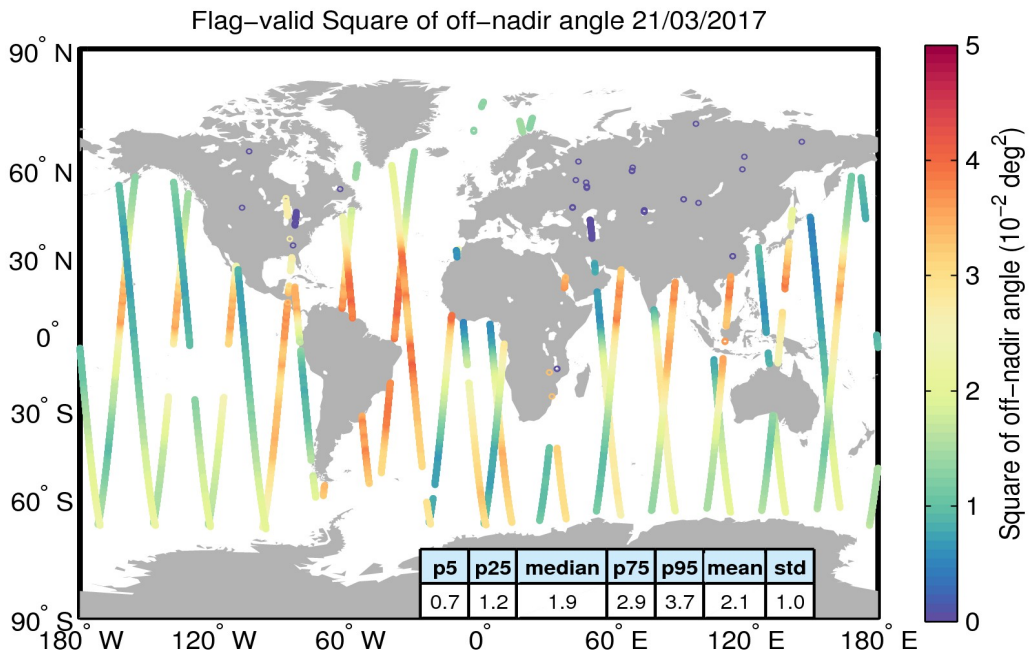 Flag−valid Square of off−nadir angle 21/03/2017
90° N
60° N
30° N
0°
30° S
60° S
90° S
180° W
120° W
60° W
0°
60° E
120° E
180° E
p5 p25 median p75 p95 mean std
0.7 1.2 1.9 2.9 3.7 2.1 1.0
5
4
3
2
1
0
Square of off−nadir angle (10⁻² deg²)